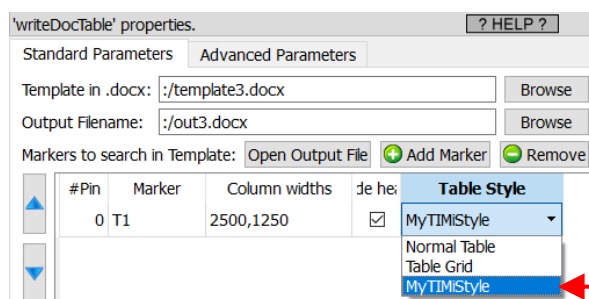 'writeDocTable' properties.
? HELP ?
Standard Parameters
Advanced Parameters
Template in .docx: :/template3.docx Browse
Output Filename: :/out3.docx Browse
Markers to search in Template: Open Output File Add Marker Remove
#Pin Marker Column widths de hea Table Style
0 T1 2500,1250 MyTIMiStyle
Normal Table
Table Grid
MyTIMiStyle